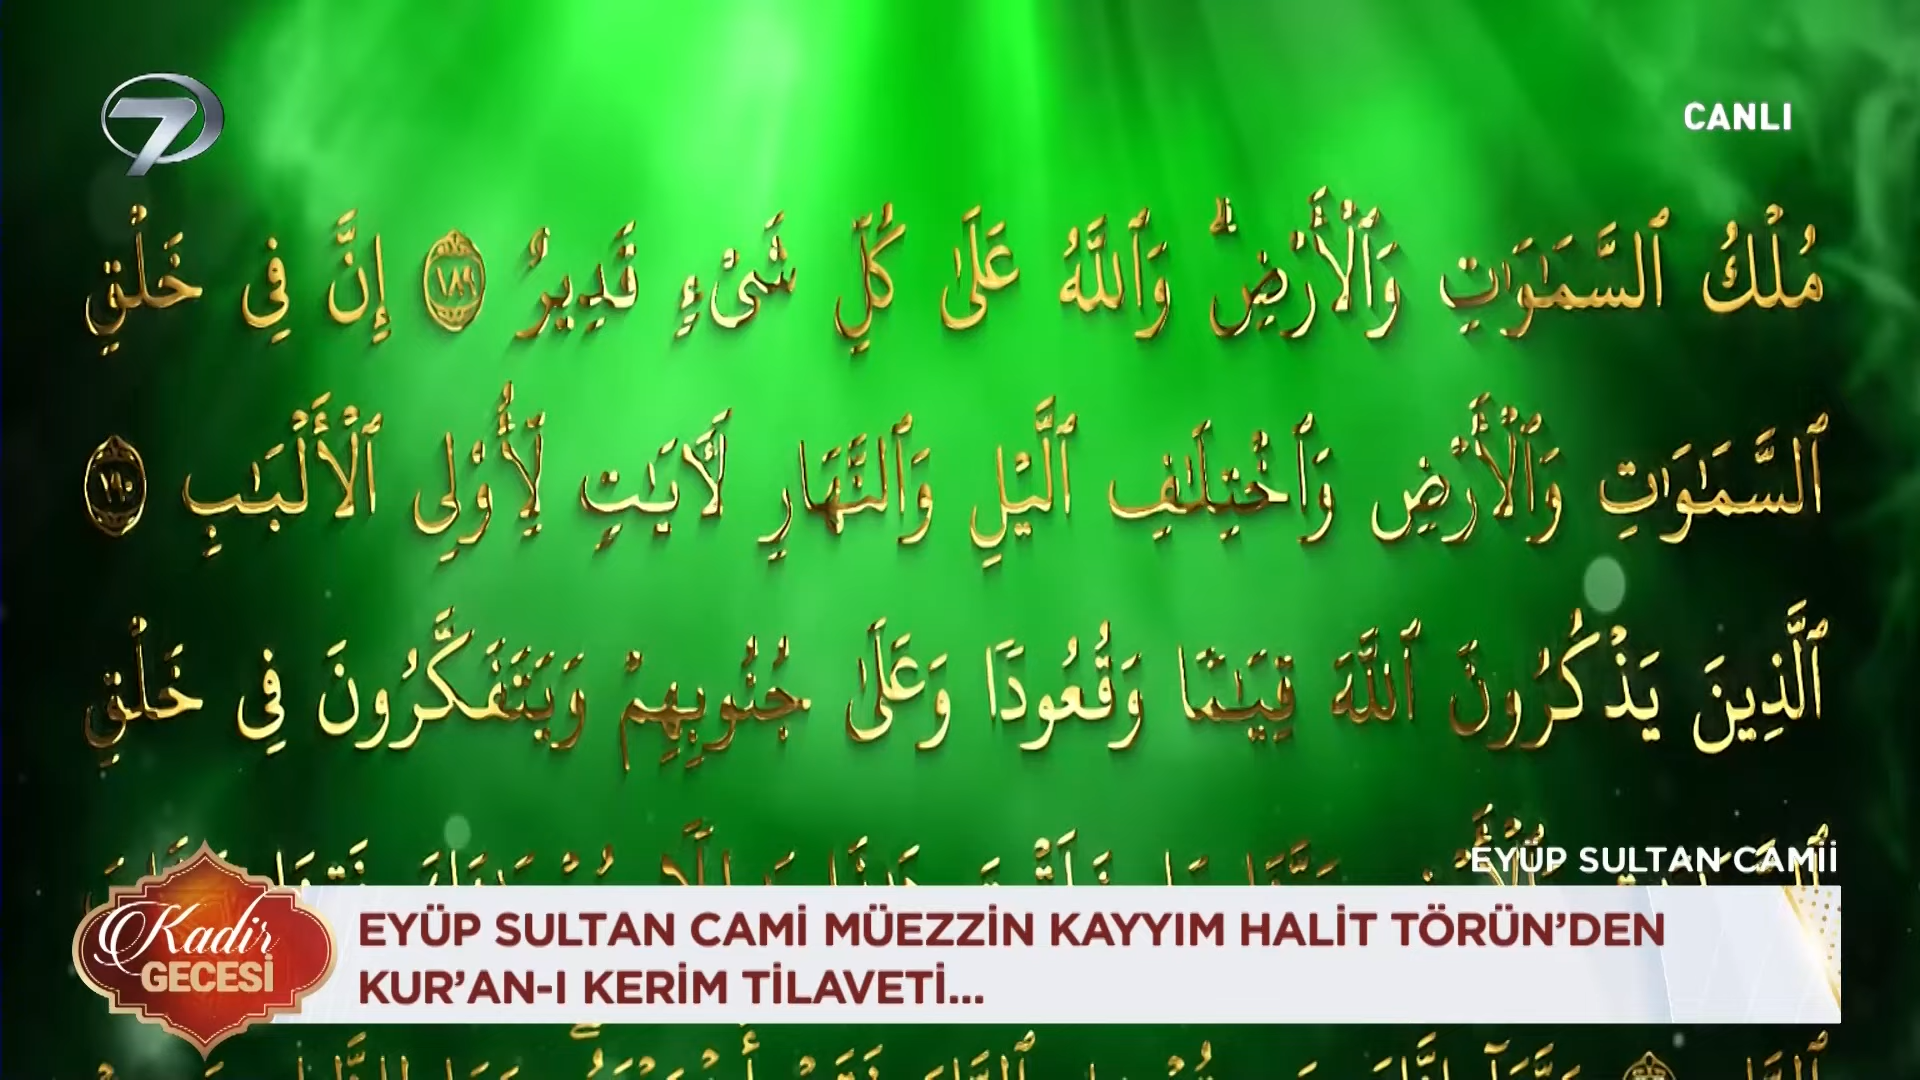 7
CANLI
مُلْكُ ٱلسَّمَٰوَٰتِ وَٱلْأَرْضِۗ وَٱللَّهُ عَلَىٰ كُلِّ شَىْءٍ قَدِيرٌ ١٨٩ إِنَّ فِى خَلْقِ
ٱلسَّمَٰوَٰتِ وَٱلْأَرْضِ وَٱخْتِلَٰفِ ٱلَّيْلِ وَٱلنَّهَارِ لَءَايَٰتٍ لِّأُو۟لِى ٱلْأَلْبَٰبِ ١٩٠
ٱلَّذِينَ يَذْكُرُونَ ٱللَّهَ قِيَٰمًا وَقُعُودًا وَعَلَىٰ جُنُوبِهِمْ وَيَتَفَكَّرُونَ فِى خَلْقِ
EYÜP SULTAN CAMİİ
Kadir
GECESİ
EYÜP SULTAN CAMİ MÜEZZİN KAYYIM HALİT TÖRÜN’DEN
KUR’AN-I KERİM TİLAVETİ...